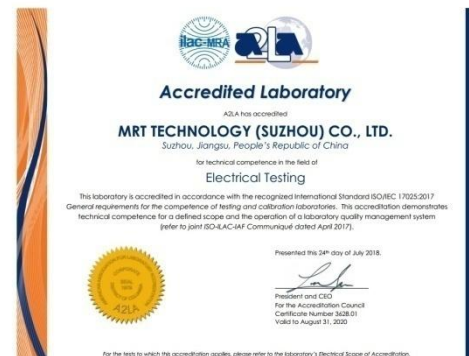 ilac-MRA
A2LA
Accredited Laboratory
A2LA has accredited
MRT TECHNOLOGY (SUZHOU) CO., LTD.
Suzhou, Jiangsu, People's Republic of China
for technical competence in the field of
Electrical Testing
This laboratory is accredited in accordance with the recognized International Standard ISO/IEC 17025:2017
General requirements for the competence of testing and calibration laboratories. This accreditation demonstrates
technical competence for a defined scope and the operation of a laboratory quality management system
(refer to joint ISO-ILAC-IAF Communiqué dated April 2017).
Presented this 24th day of July 2018.
President and CEO
For the Accreditation Council
Certificate Number 3628.01
Valid to August 31, 2020
CORPORATE
SEAL
1978
A2LA
For the tests to which this accreditation applies, please refer to the laboratory's Electrical Scope of Accreditation.